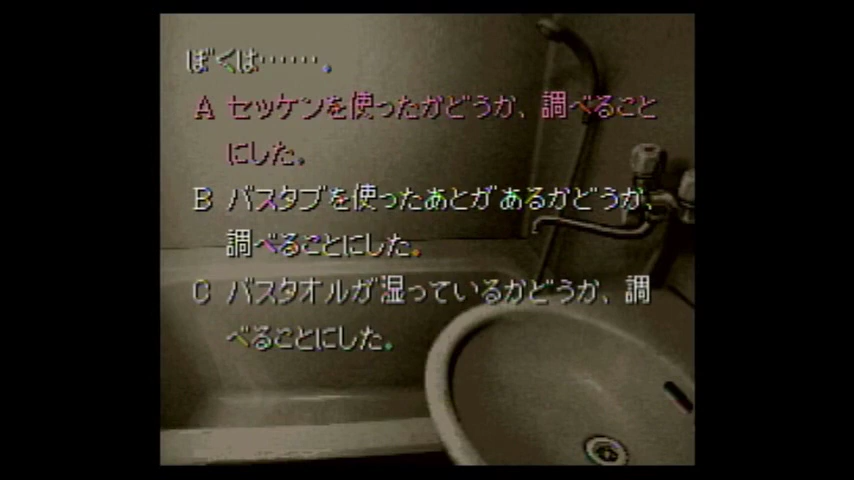 ぼくは……。
A セッケンを使ったかどうか、調べること
にした。
B バスタブを使ったあとがあるかどうか、
調べることにした。
C バスタオルが湿っているかどうか、調
べることにした。